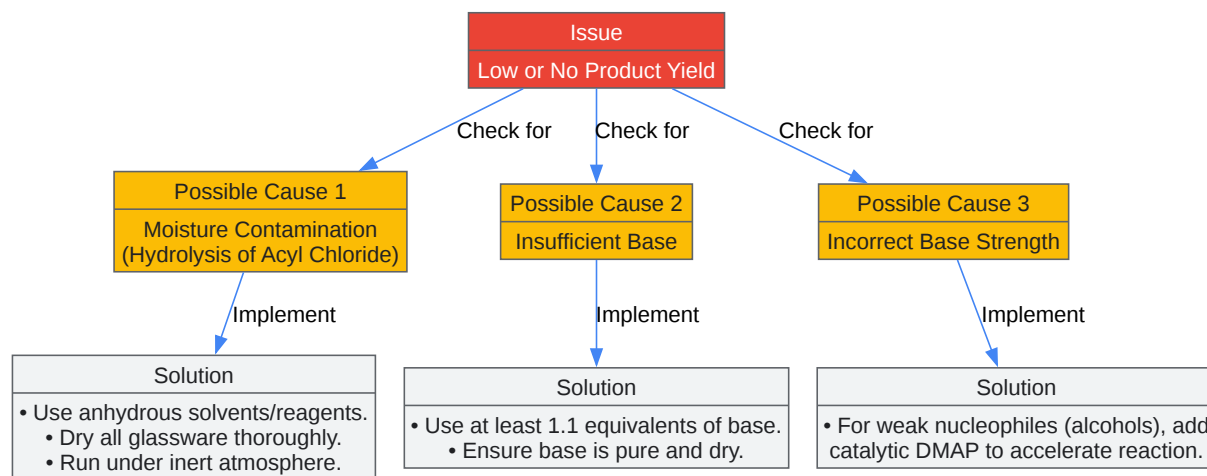 Issue
Low or No Product Yield
Check for
Check for
Check for
Possible Cause 1
Moisture Contamination
(Hydrolysis of Acyl Chloride)
Possible Cause 2
Insufficient Base
Possible Cause 3
Incorrect Base Strength
Implement
Implement
Implement
Solution
• Use anhydrous solvents/reagents.
• Dry all glassware thoroughly.
• Run under inert atmosphere.
Solution
• Use at least 1.1 equivalents of base.
• Ensure base is pure and dry.
Solution
• For weak nucleophiles (alcohols), add
catalytic DMAP to accelerate reaction.